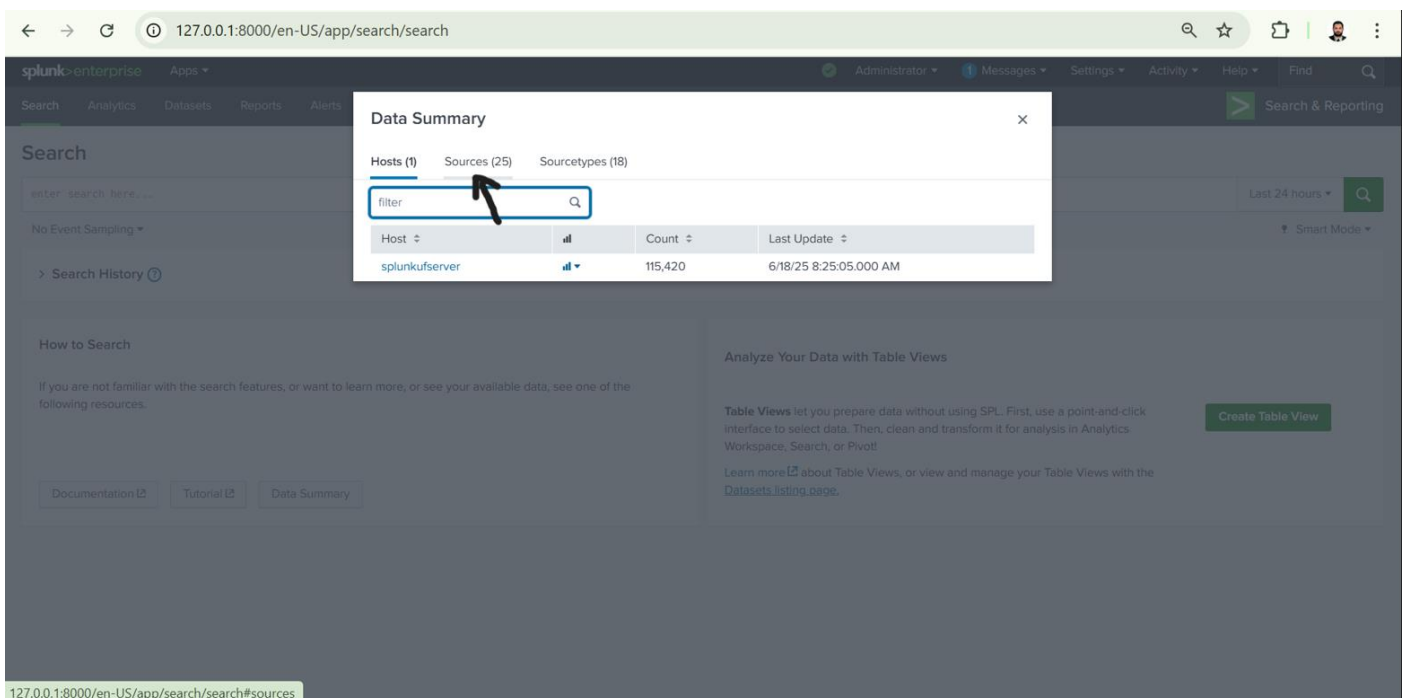 127.0.0.1:8000/en-US/app/search/search
splunk>enterprise Apps Administrator 1 Messages Settings Activity Help Find
Search Analytics Datasets Reports Alerts Search & Reporting
Data Summary
Hosts (1) Sources (25) Sourcetypes (18)
filter
Host Count Last Update
splunkufserver 115,420 6/18/25 8:25:05.000 AM
Search
enter search here... Last 24 hours
No Event Sampling Smart Mode
> Search History
How to Search
If you are not familiar with the search features, or want to learn more, or see your available data, see one of the
following resources.
Documentation Tutorial Data Summary
Analyze Your Data with Table Views
Table Views let you prepare data without using SPL. First, use a point-and-click
interface to select data. Then, clean and transform it for analysis in Analytics
Workspace, Search, or Pivot!
Learn more about Table Views, or view and manage your Table Views with the
Datasets listing page.
Create Table View
127.0.0.1:8000/en-US/app/search/search#sources